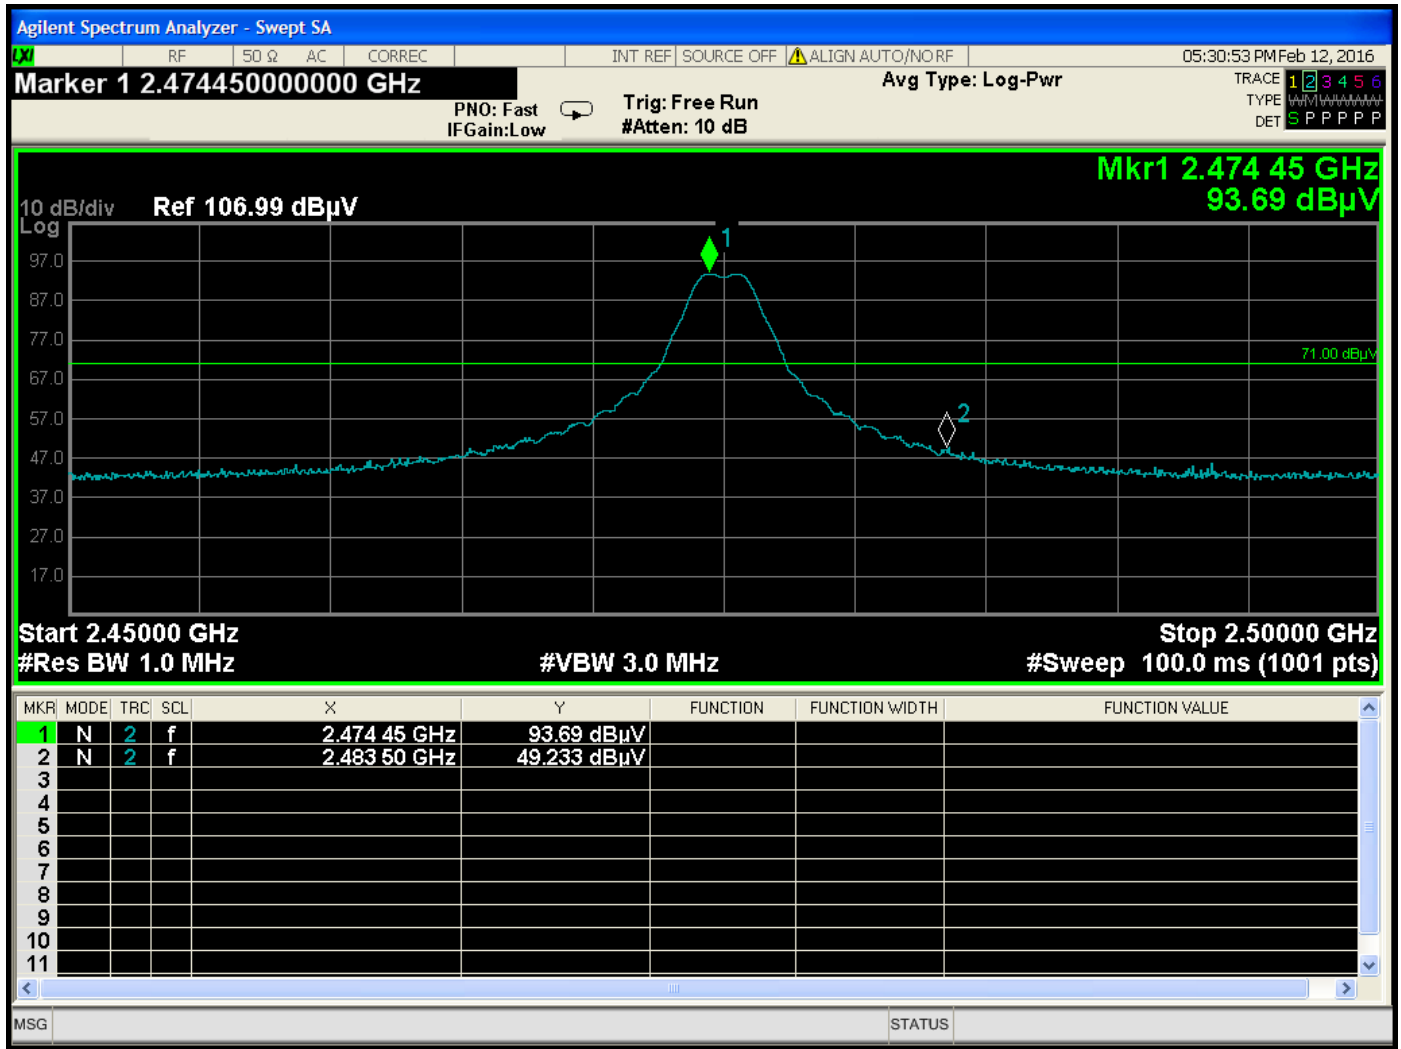 Agilent Spectrum Analyzer - Swept SA
LXI RF 50 Ω AC CORREC INT REF SOURCE OFF ALIGN AUTO/NO RF 05:30:53 PM Feb 12, 2016
Marker 1 2.474450000000 GHz
Avg Type: Log-Pwr
TRACE 1 2 3 4 5 6
PNO: Fast
Trig: Free Run
TYPE
IFGain:Low
#Atten: 10 dB
DET S P P P P P
Mkr1 2.474 45 GHz
93.69 dBµV
10 dB/div Ref 106.99 dBµV
Log
1
97.0
87.0
77.0
71.00 dBµV
67.0
57.0
2
47.0
37.0
27.0
17.0
Start 2.45000 GHz Stop 2.50000 GHz
#Res BW 1.0 MHz #VBW 3.0 MHz #Sweep 100.0 ms (1001 pts)
MKR MODE TRC SCL X Y FUNCTION FUNCTION WIDTH FUNCTION VALUE
1 N 2 f 2.474 45 GHz 93.69 dBµV
2 N 2 f 2.483 50 GHz 49.233 dBµV
3
4
5
6
7
8
9
10
11
MSG STATUS